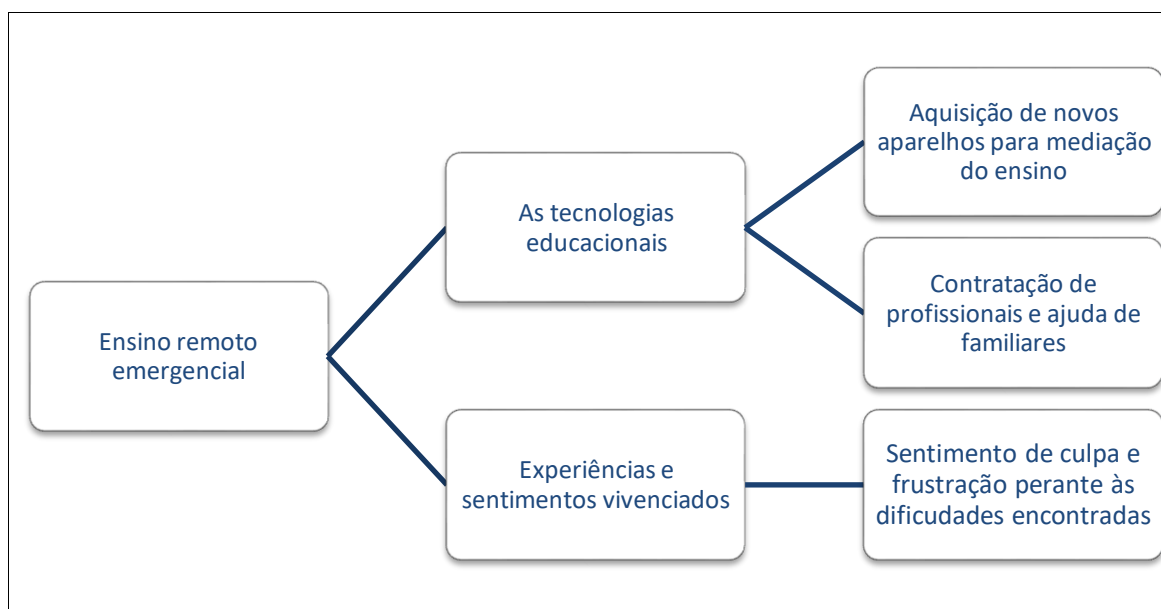 Ensino remoto
emergencial
As tecnologias
educacionais
Aquisição de novos
aparelhos para mediação
do ensino
Contratação de
profissionais e ajuda de
familiares
Experiências e
sentimentos vivenciados
Sentimento de culpa e
frustração perante às
dificudades encontradas